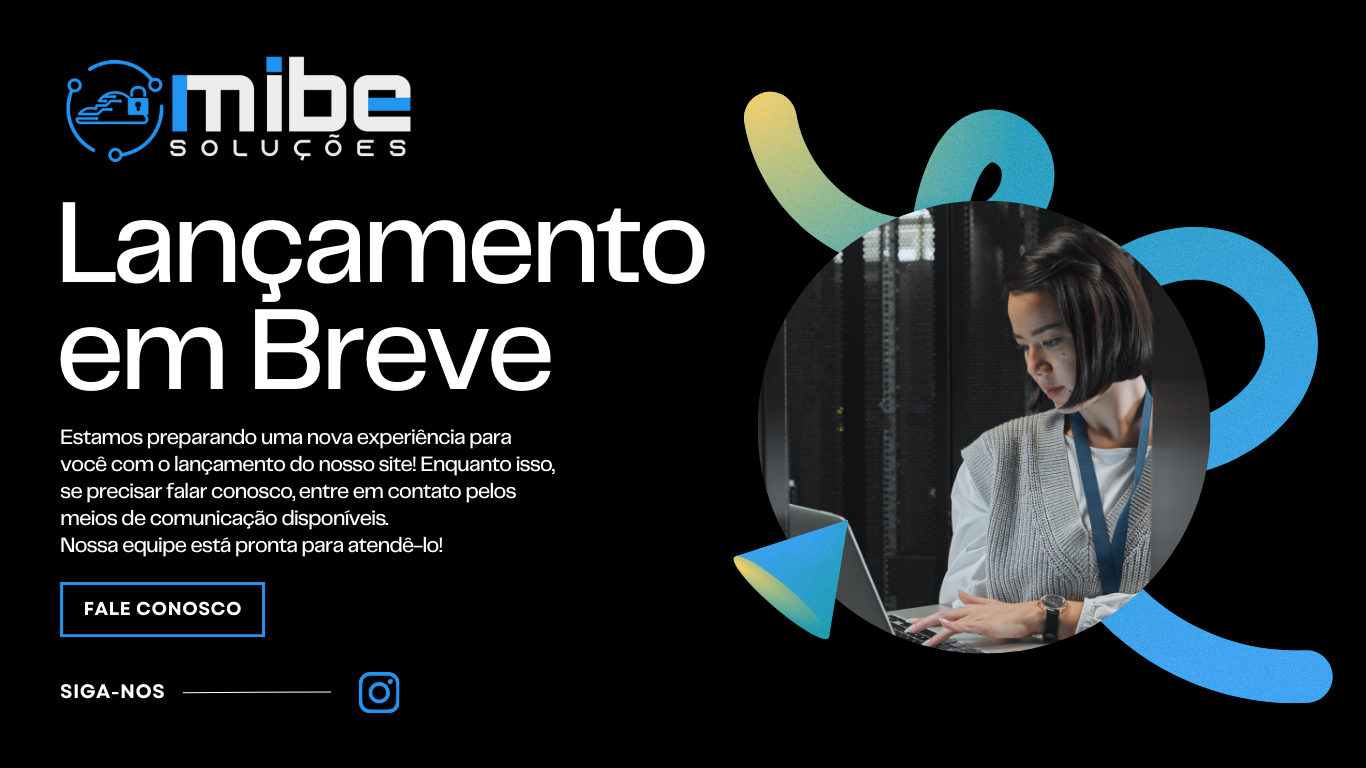 mibe
SOLUÇÕES
Lançamento
em Breve
Estamos preparando uma nova experiência para
você com o lançamento do nosso site! Enquanto isso,
se precisar falar conosco, entre em contato pelos
meios de comunicação disponíveis.
Nossa equipe está pronta para atendê-lo!
FALE CONOSCO
SIGA-NOS